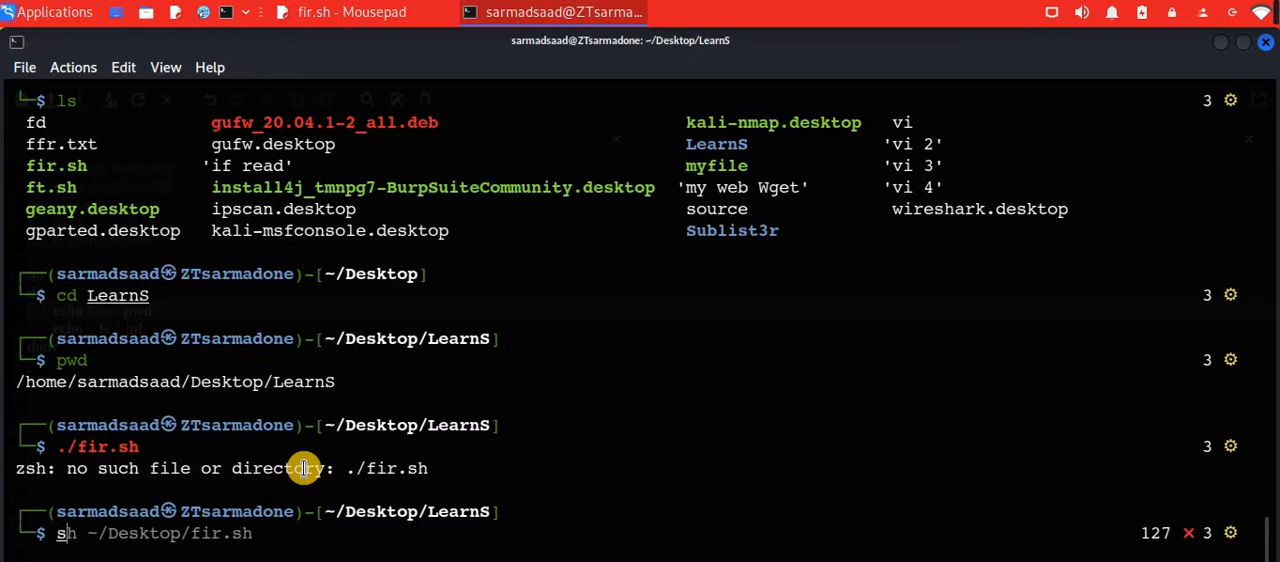 Applications fir.sh - Mousepad sarmadsaad@ZTsarma...
sarmadsaad@ZTsarmadone: ~/Desktop/LearnS
File Actions Edit View Help
└─$ ls 3
fd gufw_20.04.1-2_all.deb kali-nmap.desktop vi
ffr.txt gufw.desktop LearnS 'vi 2'
fir.sh 'if read' myfile 'vi 3'
ft.sh install4j_tmnpg7-BurpSuiteCommunity.desktop 'my web Wget' 'vi 4'
geany.desktop ipscan.desktop source wireshark.desktop
gparted.desktop kali-msfconsole.desktop Sublist3r
┌──(sarmadsaad㉿ZTsarmadone)-[~/Desktop]
└─$ cd LearnS 3
┌──(sarmadsaad㉿ZTsarmadone)-[~/Desktop/LearnS]
└─$ pwd 3
/home/sarmadsaad/Desktop/LearnS
┌──(sarmadsaad㉿ZTsarmadone)-[~/Desktop/LearnS]
└─$ ./fir.sh 3
zsh: no such file or directory: ./fir.sh
┌──(sarmadsaad㉿ZTsarmadone)-[~/Desktop/LearnS]
└─$ sh ~/Desktop/fir.sh 127 ✗ 3